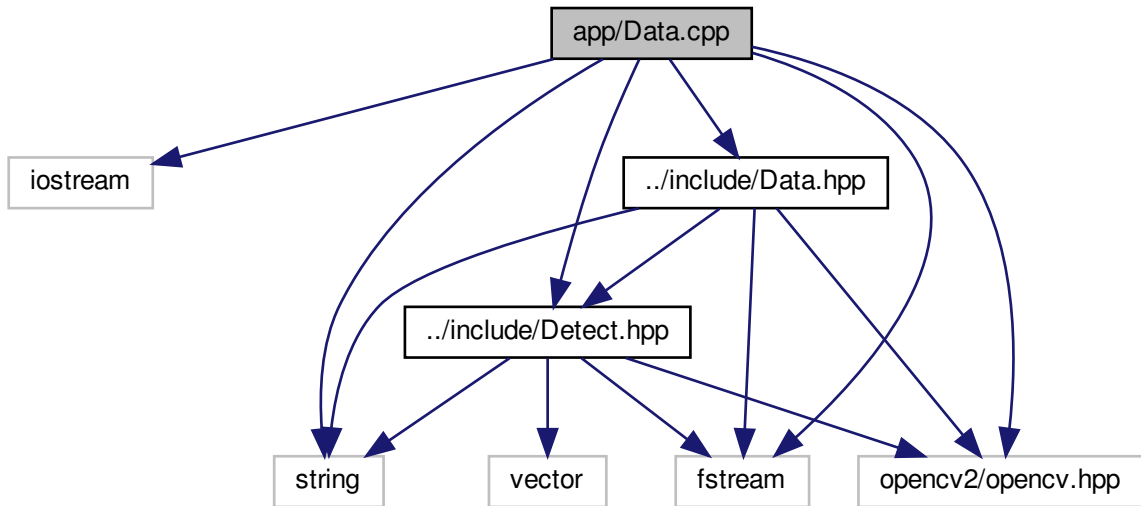 app/Data.cpp
iostream
../include/Data.hpp
../include/Detect.hpp
string
vector
fstream
opencv2/opencv.hpp